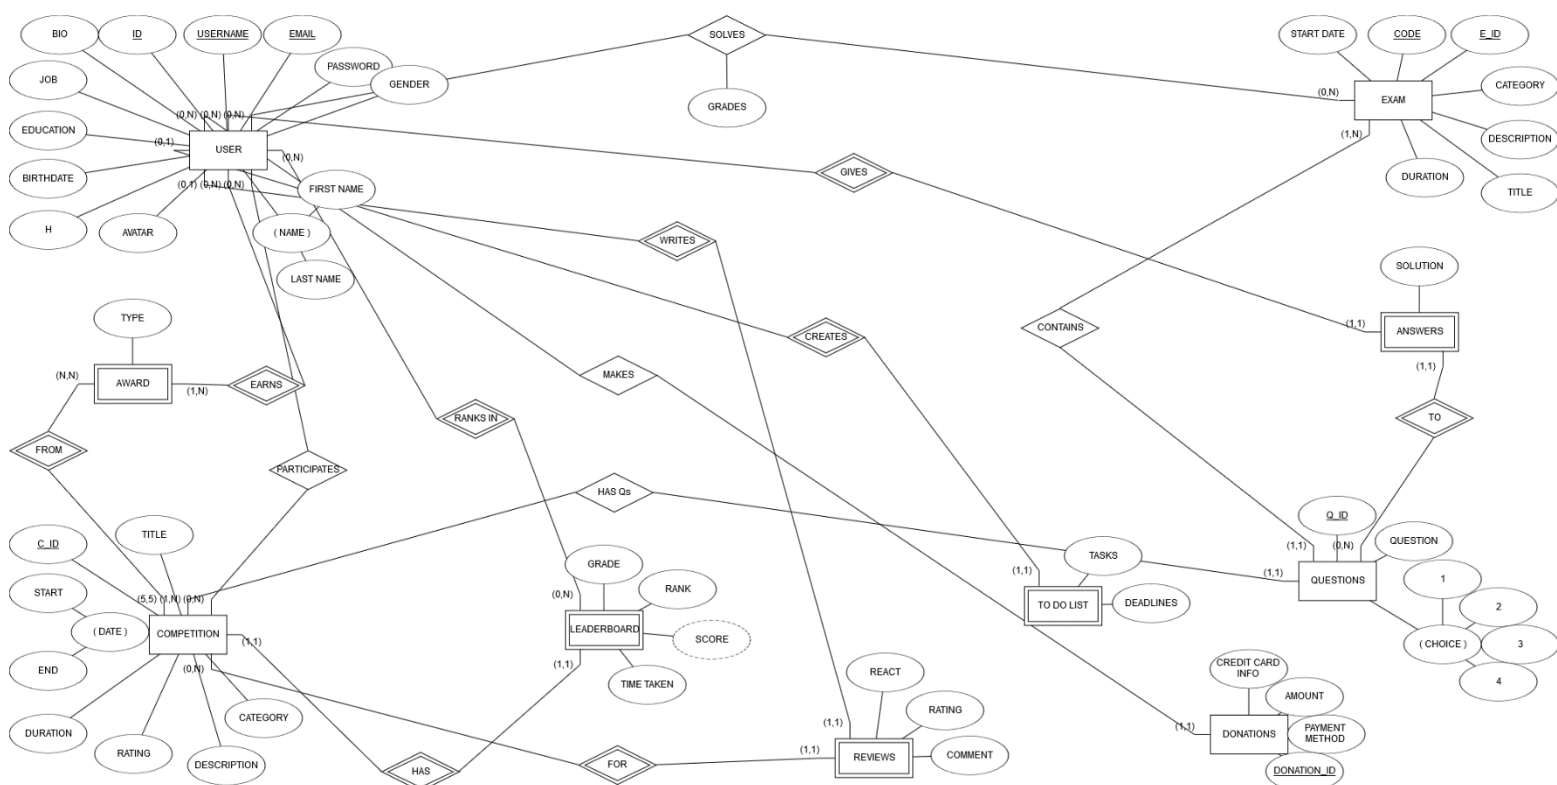 BIO
ID
USERNAME
EMAIL
SOLVES
START DATE
CODE
E_ID
PASSWORD
JOB
GENDER
CATEGORY
(0,N)
EXAM
GRADES
(0,N) (0,N) (0,N)
EDUCATION
(1,N)
DESCRIPTION
(0,1)
USER
(0,N)
BIRTHDATE
GIVES
DURATION
(0,1) (0,N) (0,N)
FIRST NAME
TITLE
H
AVATAR
( NAME )
WRITES
SOLUTION
LAST NAME
TYPE
CONTAINS
CREATES
(1,1)
ANSWERS
(1,1)
(N,N)
AWARD
(1,N)
EARNS
MAKES
RANKS IN
TO
FROM
PARTICIPATES
HAS Qs
Q_ID
TITLE
C_ID
QUESTION
(1,1)
(0,N)
TASKS
GRADE
START
(1,1)
(1,1)
1
QUESTIONS
RANK
(5,5) (1,N) (0,N)
(0,N)
TO DO LIST
DEADLINES
2
( DATE )
COMPETITION
(1,1)
LEADERBOARD
SCORE
( CHOICE )
3
END
(0,N)
(1,1)
TIME TAKEN
REACT
CREDIT CARD
INFO
4
AMOUNT
CATEGORY
RATING
DURATION
(1,1)
(1,1)
DONATIONS
PAYMENT
METHOD
RATING
DESCRIPTION
HAS
FOR
(1,1)
REVIEWS
COMMENT
DONATION_ID